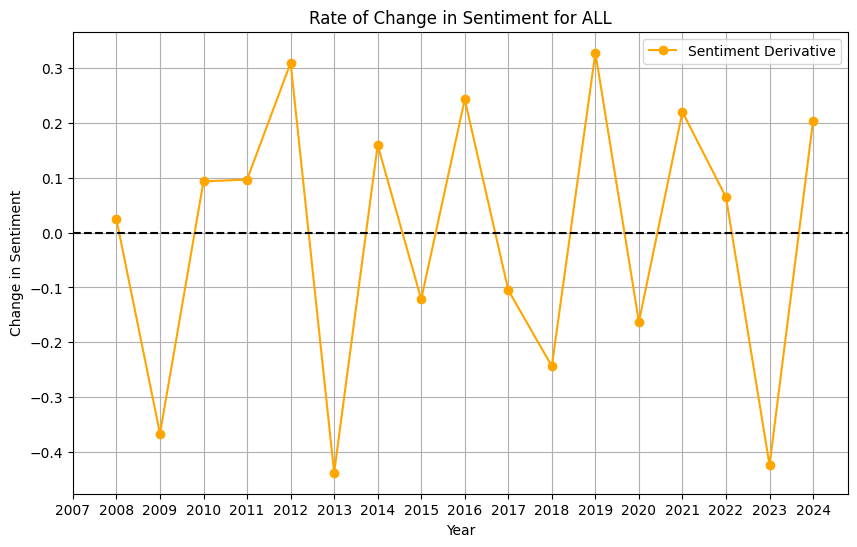 Rate of Change in Sentiment for ALL
Sentiment Derivative
Change in Sentiment
0.3
0.2
0.1
0.0
−0.1
−0.2
−0.3
−0.4
2007 2008 2009 2010 2011 2012 2013 2014 2015 2016 2017 2018 2019 2020 2021 2022 2023 2024
Year